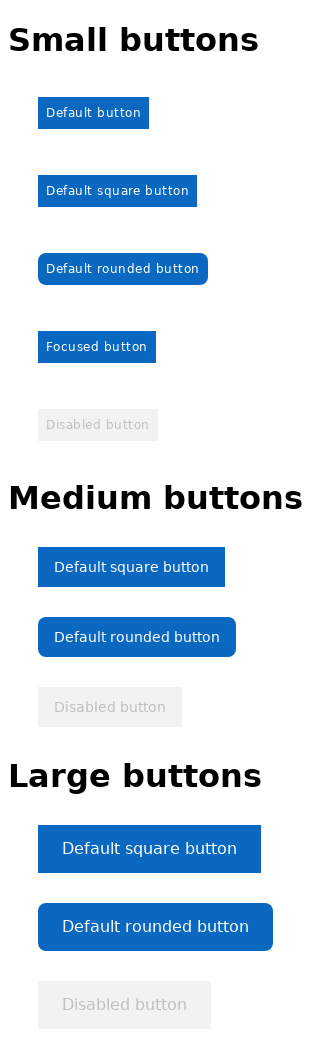 Small buttons
Default button
Default square button
Default rounded button
Focused button
Disabled button
Medium buttons
Default square button
Default rounded button
Disabled button
Large buttons
Default square button
Default rounded button
Disabled button